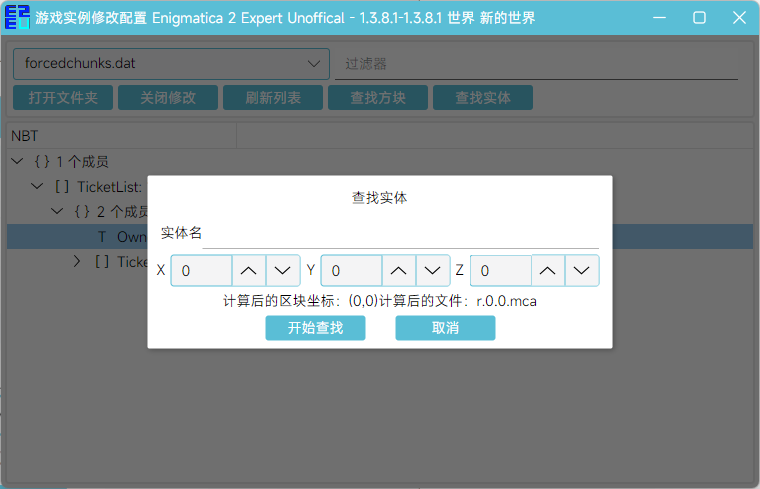 游戏实例修改配置 Enigmatica 2 Expert Unoffical - 1.3.8.1-1.3.8.1 世界 新的世界
forcedchunks.dat 过滤器
打开文件夹 关闭修改 刷新列表 查找方块 查找实体
NBT
{ } 1 个成员
[ ] TicketList:
{ } 2 个成员
T Own
[ ] Ticke
查找实体
实体名
X 0 Y 0 Z 0
计算后的区块坐标：(0,0)计算后的文件：r.0.0.mca
开始查找 取消